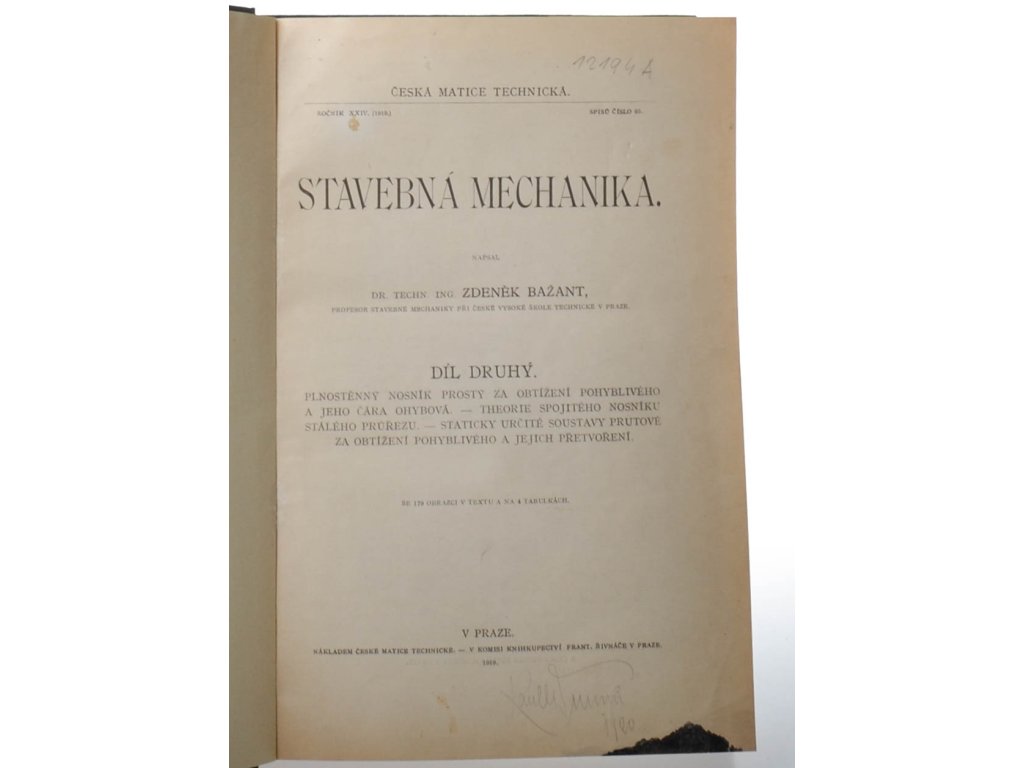 12194
ČESKÁ MATICE TECHNICKÁ.
ROČNÍK XXIV. (1919.) SPISŮ ČÍSLO
STAVEBNÁ MECHANIKA.
NAPSAL
DR. TECHN. ING. ZDENĚK BAŽANT,
PROFESOR STAVEBNÉ MECHANIKY PŘI ČESKÉ VYSOKÉ ŠKOLE TECHNICKÉ V PRAZE.
DÍL DRUHÝ.
PLNOSTĚNNÝ NOSNÍK PROSTÝ ZA OBTÍŽENÍ POHYBLIVÉHO
A JEHO ČÁRA OHYBOVÁ. — THEORIE SPOJITÉHO NOSNÍKU
STÁLÉHO PRŮŘEZU. — STATICKY URČITÉ SOUSTAVY PRUTOVÉ
ZA OBTÍŽENÍ POHYBLIVÉHO A JEJICH PŘETVOŘENÍ.
SE 178 OBRAZCI V TEXTU A NA 4 TABULKÁCH.
V PRAZE.
NÁKLADEM ČESKÉ MATICE TECHNICKÉ. — V KOMISI KNIHKUPECTVÍ FRANT. ŘIVNÁČE V PRAZE.
1919.